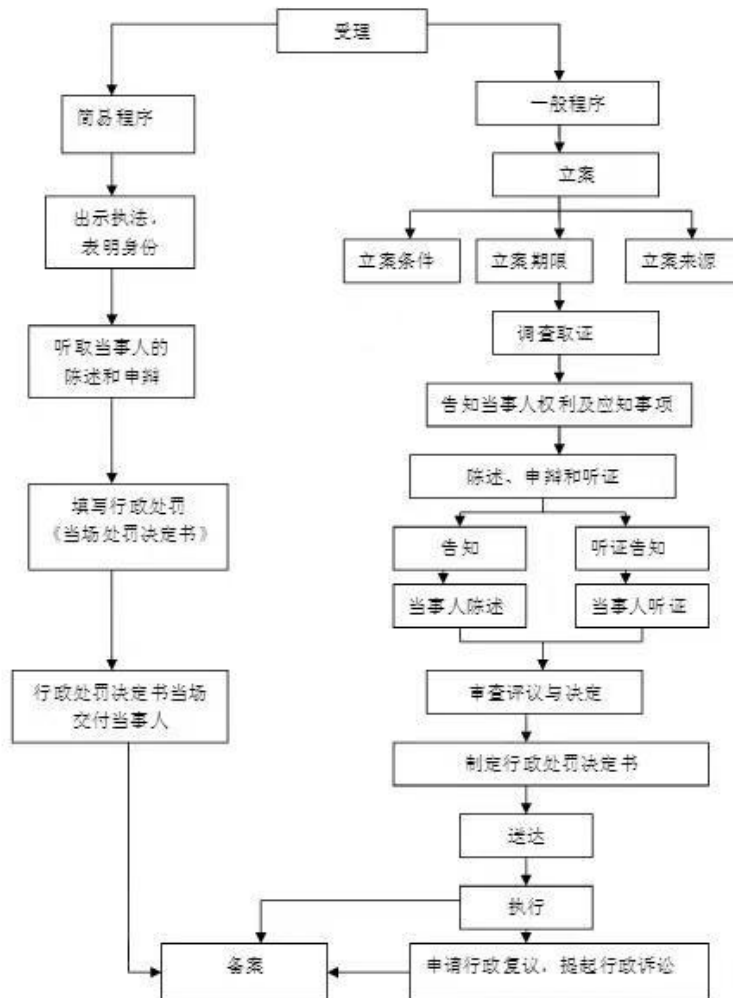 受理
简易程序
一般程序
立案
出示执法，
表明身份
立案条件
立案期限
立案来源
调查取证
听取当事人的
陈述和申辩
告知当事人权利及应知事项
陈述、申辩和听证
填写行政处罚
《当场处罚决定书》
告知
听证告知
当事人陈述
当事人听证
行政处罚决定书当场
交付当事人
审查评议与决定
制定行政处罚决定书
送达
执行
备案
申请行政复议，提起行政诉讼